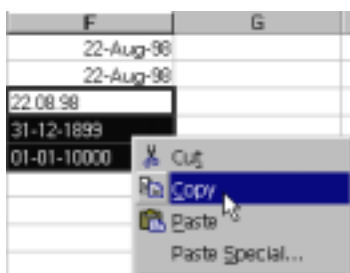 F G
22-Aug-98
22-Aug-98
22.08.98
31-12-1899
01-01-10000
Cut
Copy
Paste
Paste Special...